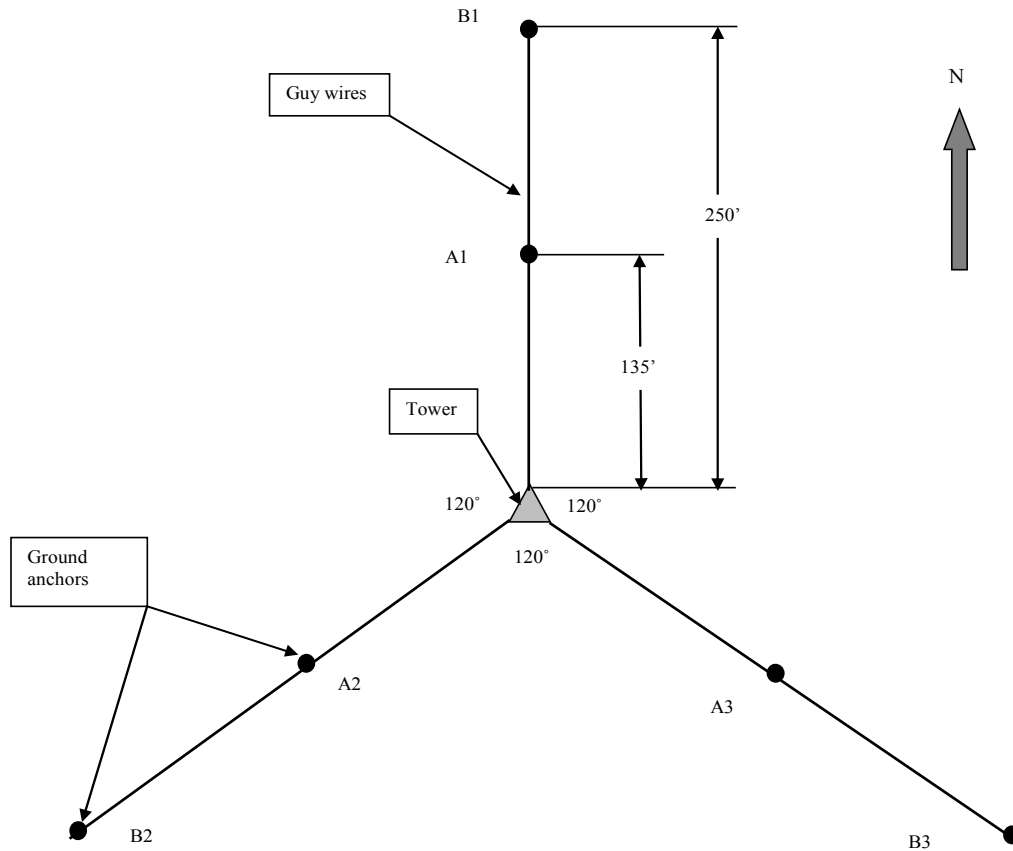 B1
N
Guy wires
250’
A1
135’
Tower
120˚
120˚
120˚
Ground
anchors
A2
A3
B2
B3